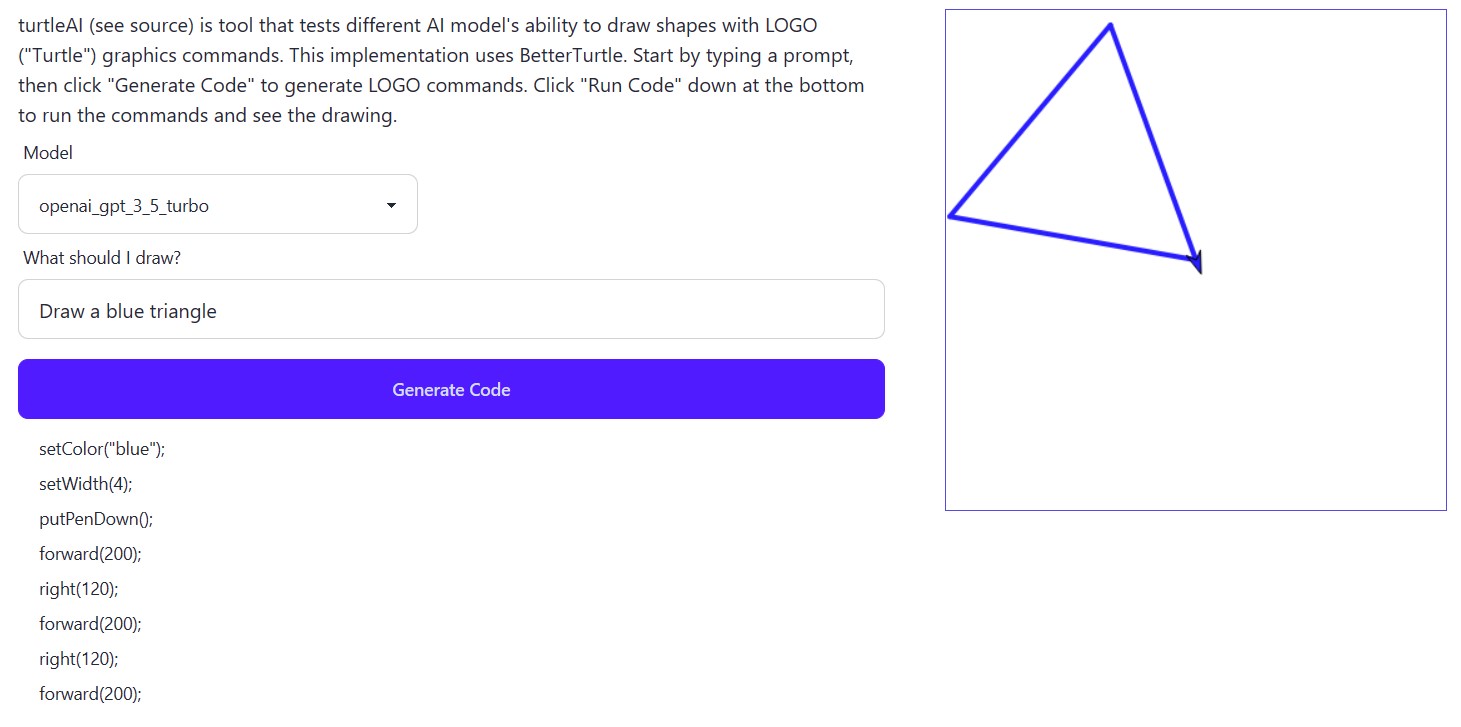 turtleAI (see source) is tool that tests different AI model's ability to draw shapes with LOGO
("Turtle") graphics commands. This implementation uses BetterTurtle. Start by typing a prompt,
then click "Generate Code" to generate LOGO commands. Click "Run Code" down at the bottom
to run the commands and see the drawing.
Model
openai_gpt_3_5_turbo
What should I draw?
Draw a blue triangle
Generate Code
setColor("blue");
setWidth(4);
putPenDown();
forward(200);
right(120);
forward(200);
right(120);
forward(200);